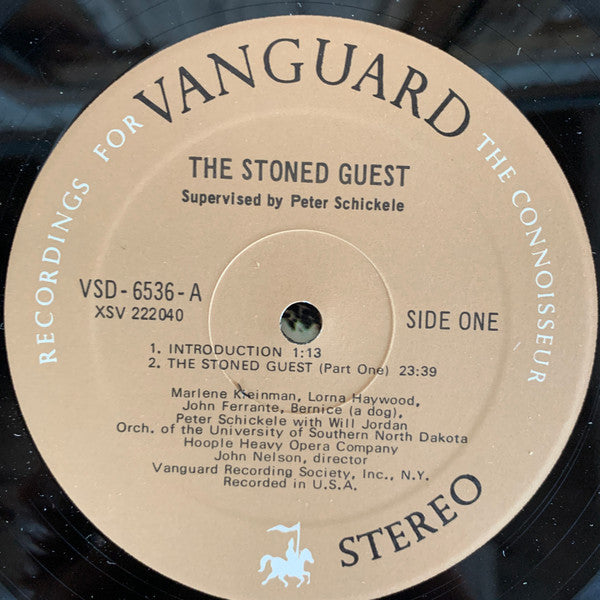 RECORDINGS FOR VANGUARD THE CONNOISSEUR
THE STONED GUEST
Supervised by Peter Schickele
VSD-6536-A
XSV 222040
SIDE ONE
1. INTRODUCTION 1:13
2. THE STONED GUEST (Part One) 23:39
Marlene Kleinman, Lorna Haywood,
John Ferrante, Bernice (a dog),
Peter Schickele with Will Jordan
Orch. of the University of Southern North Dakota
Hoople Heavy Opera Company
John Nelson, director
Vanguard Recording Society, Inc., N.Y.
Recorded in U.S.A.
STEREO